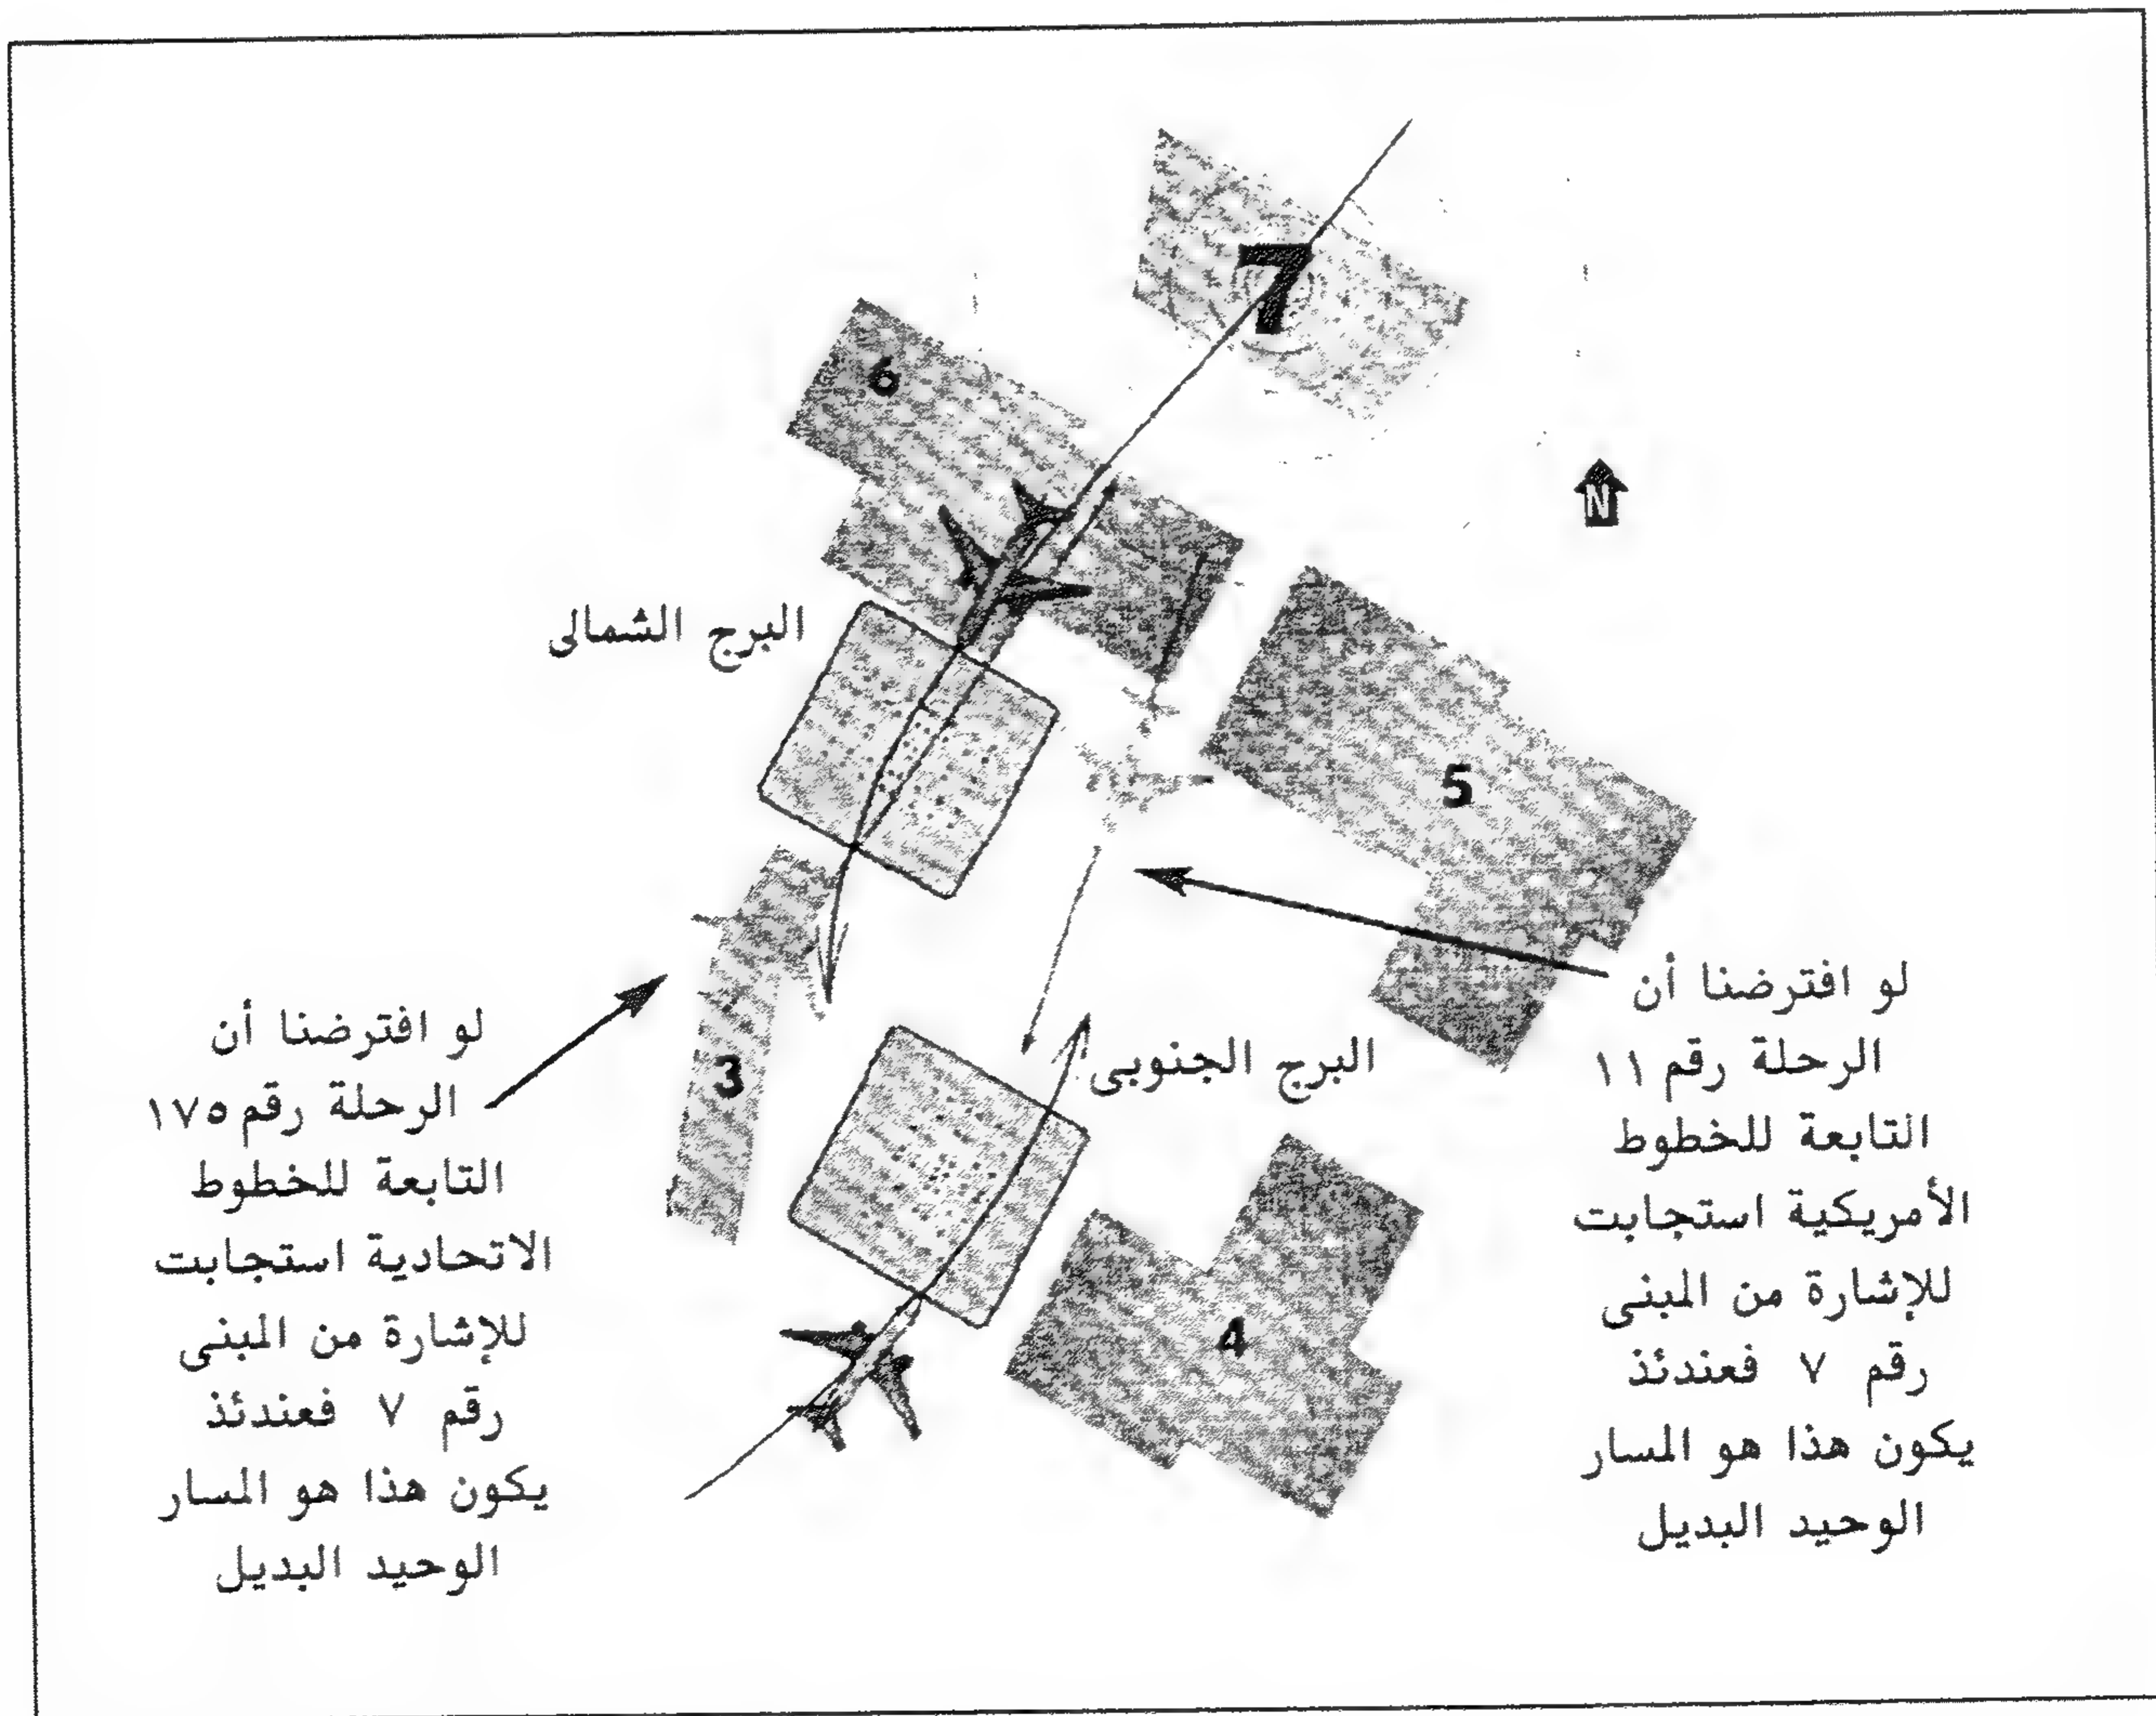 7
6
N
البرج الشمالى
5
3
البرج الجنوبى
4
لو افترضنا أن
الرحلة رقم ١١
التابعة للخطوط
الأمريكية استجابت
للإشارة من المبنى
رقم ٧ فعندئذ
يكون هذا هو المسار
الوحيد البديل
لو افترضنا أن
الرحلة رقم ١٧٥
التابعة للخطوط
الاتحادية استجابت
للإشارة من المبنى
رقم ٧ فعندئذ
يكون هذا هو المسار
الوحيد البديل